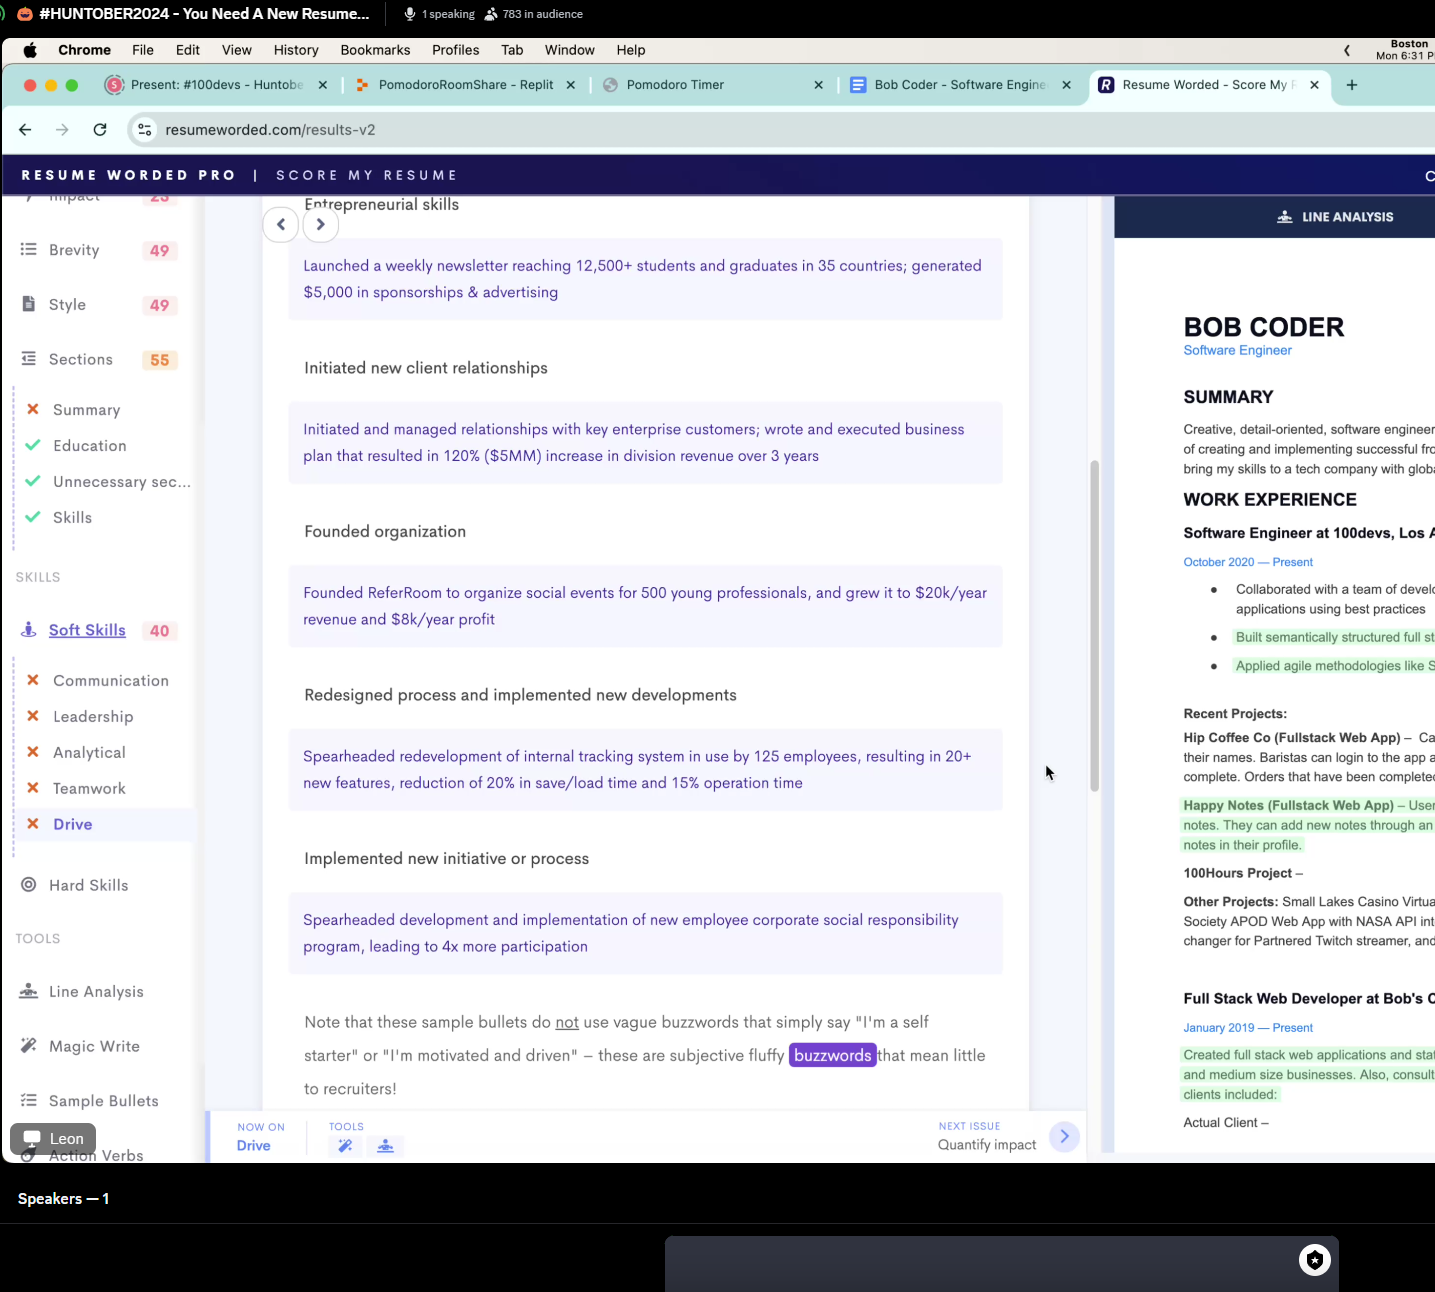 #HUNTOBER2024 - You Need A New Resume...
1 speaking
783 in audience
Chrome File Edit View History Bookmarks Profiles Tab Window Help
Boston
Mon 6:31 P
Present: #100devs - Huntobe
PomodoroRoomShare - Replit
Pomodoro Timer
Bob Coder - Software Engine
Resume Worded - Score My R
resumeworded.com/results-v2
RESUME WORDED PRO | SCORE MY RESUME
C
Impact 23
Brevity 49
Style 49
Sections 55
Summary
Education
Unnecessary sec...
Skills
SKILLS
Soft Skills 40
Communication
Leadership
Analytical
Teamwork
Drive
Hard Skills
TOOLS
Line Analysis
Magic Write
Sample Bullets
Action Verbs
Leon
Entrepreneurial skills
Launched a weekly newsletter reaching 12,500+ students and graduates in 35 countries; generated
$5,000 in sponsorships & advertising
Initiated new client relationships
Initiated and managed relationships with key enterprise customers; wrote and executed business
plan that resulted in 120% ($5MM) increase in division revenue over 3 years
Founded organization
Founded ReferRoom to organize social events for 500 young professionals, and grew it to $20k/year
revenue and $8k/year profit
Redesigned process and implemented new developments
Spearheaded redevelopment of internal tracking system in use by 125 employees, resulting in 20+
new features, reduction of 20% in save/load time and 15% operation time
Implemented new initiative or process
Spearheaded development and implementation of new employee corporate social responsibility
program, leading to 4x more participation
Note that these sample bullets do not use vague buzzwords that simply say "I'm a self
starter" or "I'm motivated and driven" – these are subjective fluffy buzzwords that mean little
to recruiters!
NOW ON
Drive
TOOLS
NEXT ISSUE
Quantify impact
LINE ANALYSIS
BOB CODER
Software Engineer
SUMMARY
Creative, detail-oriented, software engineer
of creating and implementing successful fro
bring my skills to a tech company with globa
WORK EXPERIENCE
Software Engineer at 100devs, Los A
October 2020 — Present
Collaborated with a team of develo
applications using best practices
Built semantically structured full st
Applied agile methodologies like S
Recent Projects:
Hip Coffee Co (Fullstack Web App) – Ca
their names. Baristas can login to the app a
complete. Orders that have been completed
Happy Notes (Fullstack Web App) – User
notes. They can add new notes through an
notes in their profile.
100Hours Project –
Other Projects: Small Lakes Casino Virtua
Society APOD Web App with NASA API int
changer for Partnered Twitch streamer, and
Full Stack Web Developer at Bob's C
January 2019 — Present
Created full stack web applications and stat
and medium size businesses. Also, consult
clients included:
Actual Client –
Speakers — 1